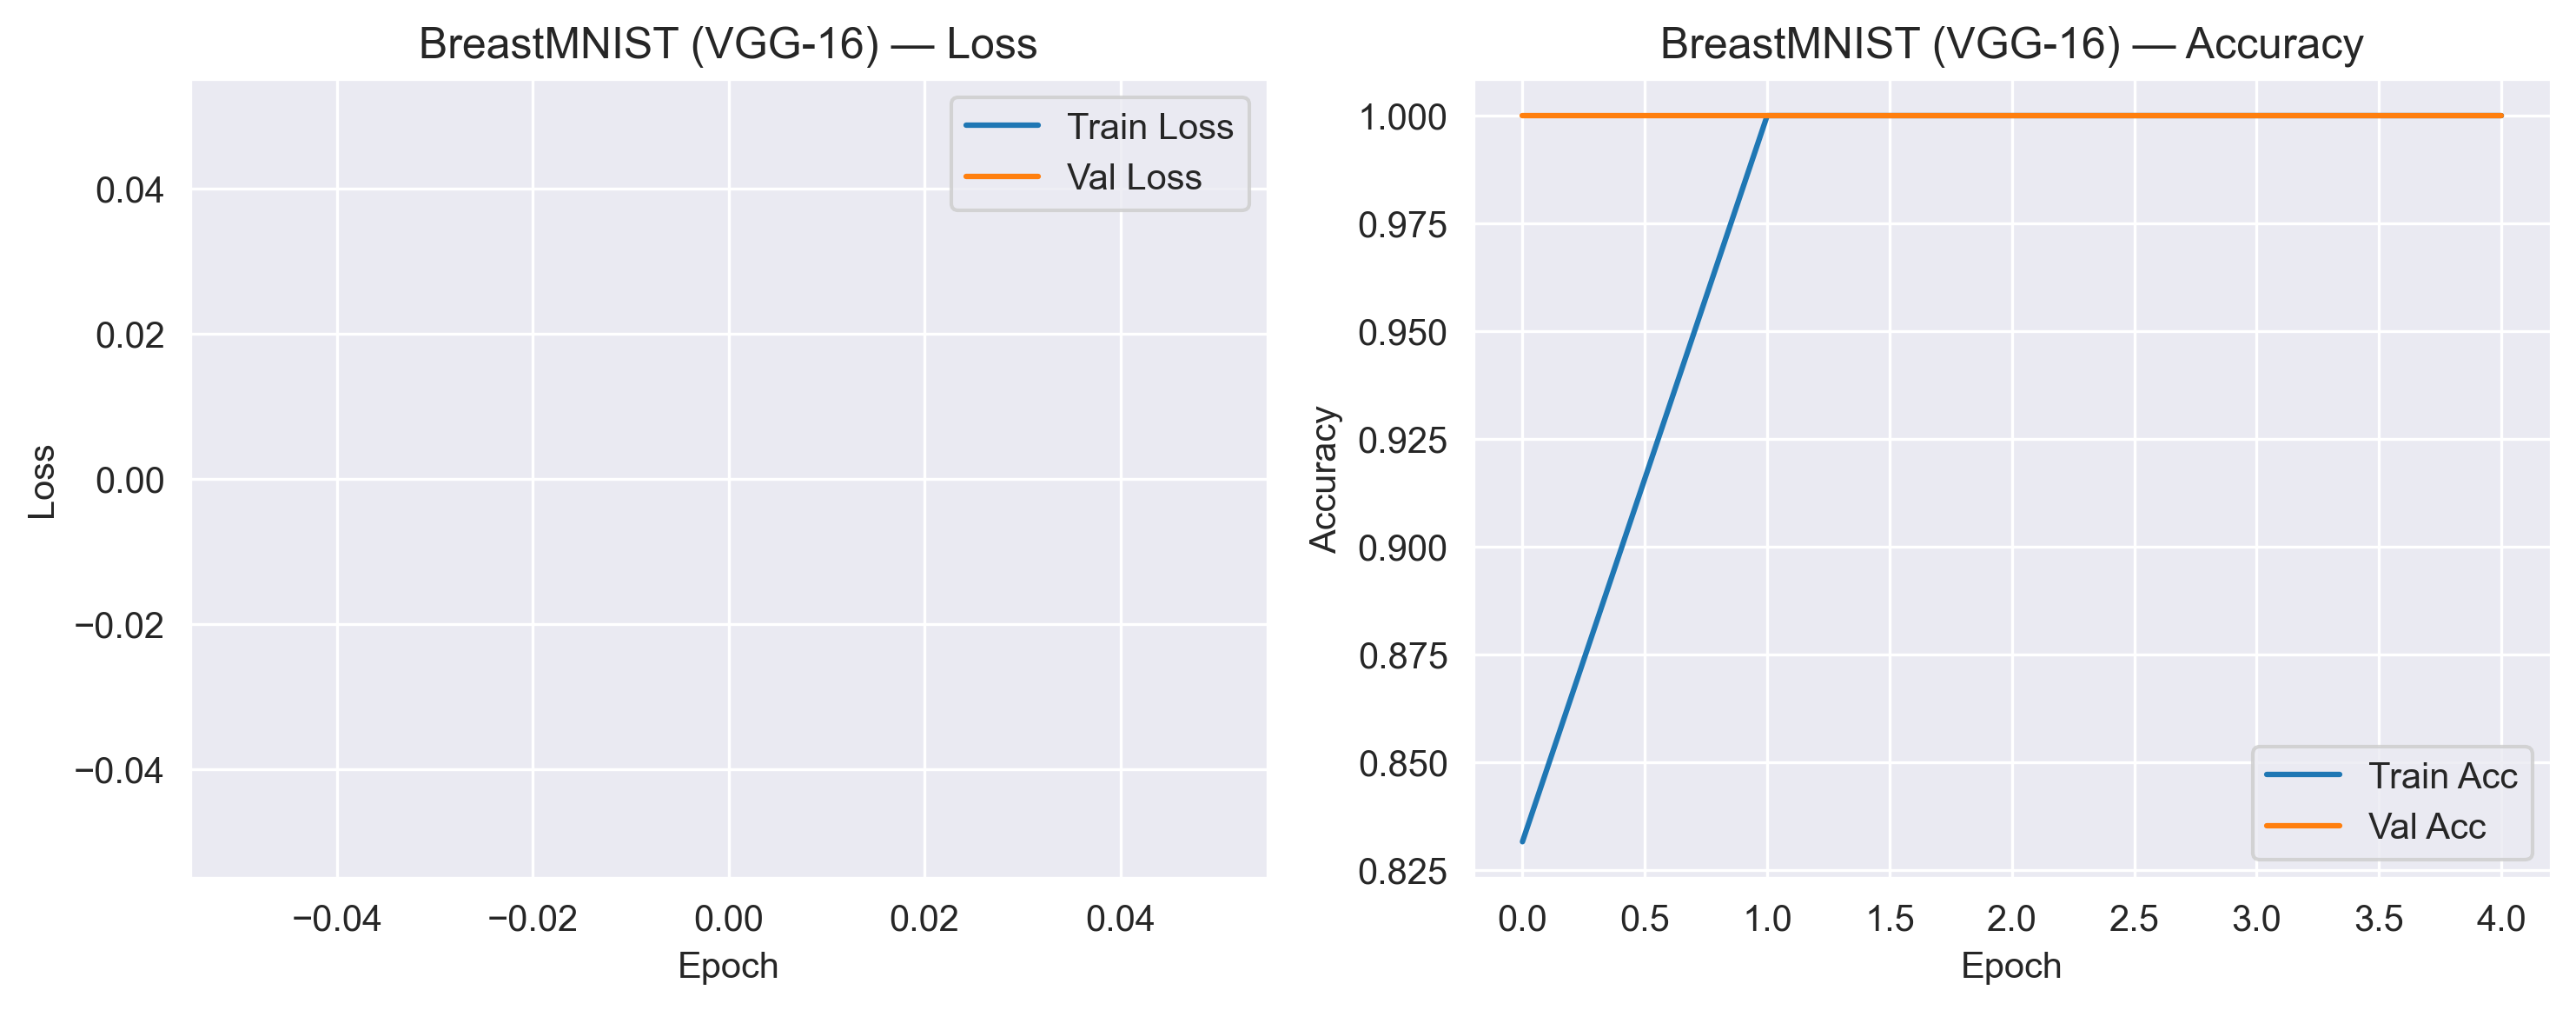 BreastMNIST (VGG-16) — Loss
Train Loss
Val Loss
0.04
0.02
0.00
−0.02
−0.04
Loss
−0.04 −0.02 0.00 0.02 0.04
Epoch
BreastMNIST (VGG-16) — Accuracy
1.000
0.975
0.950
0.925
0.900
0.875
0.850
0.825
Accuracy
Train Acc
Val Acc
0.0 0.5 1.0 1.5 2.0 2.5 3.0 3.5 4.0
Epoch